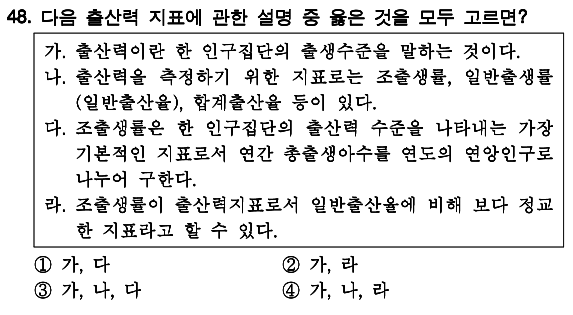 48. 다음 출산력 지표에 관한 설명 중 옳은 것을 모두 고르면?
가. 출산력이란 한 인구집단의 출생수준을 말하는 것이다.
나. 출산력을 측정하기 위한 지표로는 조출생률, 일반출생률
(일반출산율), 합계출산율 등이 있다.
다. 조출생률은 한 인구집단의 출산력 수준을 나타내는 가장
기본적인 지표로서 연간 총출생아수를 연도의 연앙인구로
나누어 구한다.
라. 조출생률이 출산력지표로서 일반출산율에 비해 보다 정교
한 지표라고 할 수 있다.
① 가, 다 ② 가, 라
③ 가, 나, 다 ④ 가, 나, 라